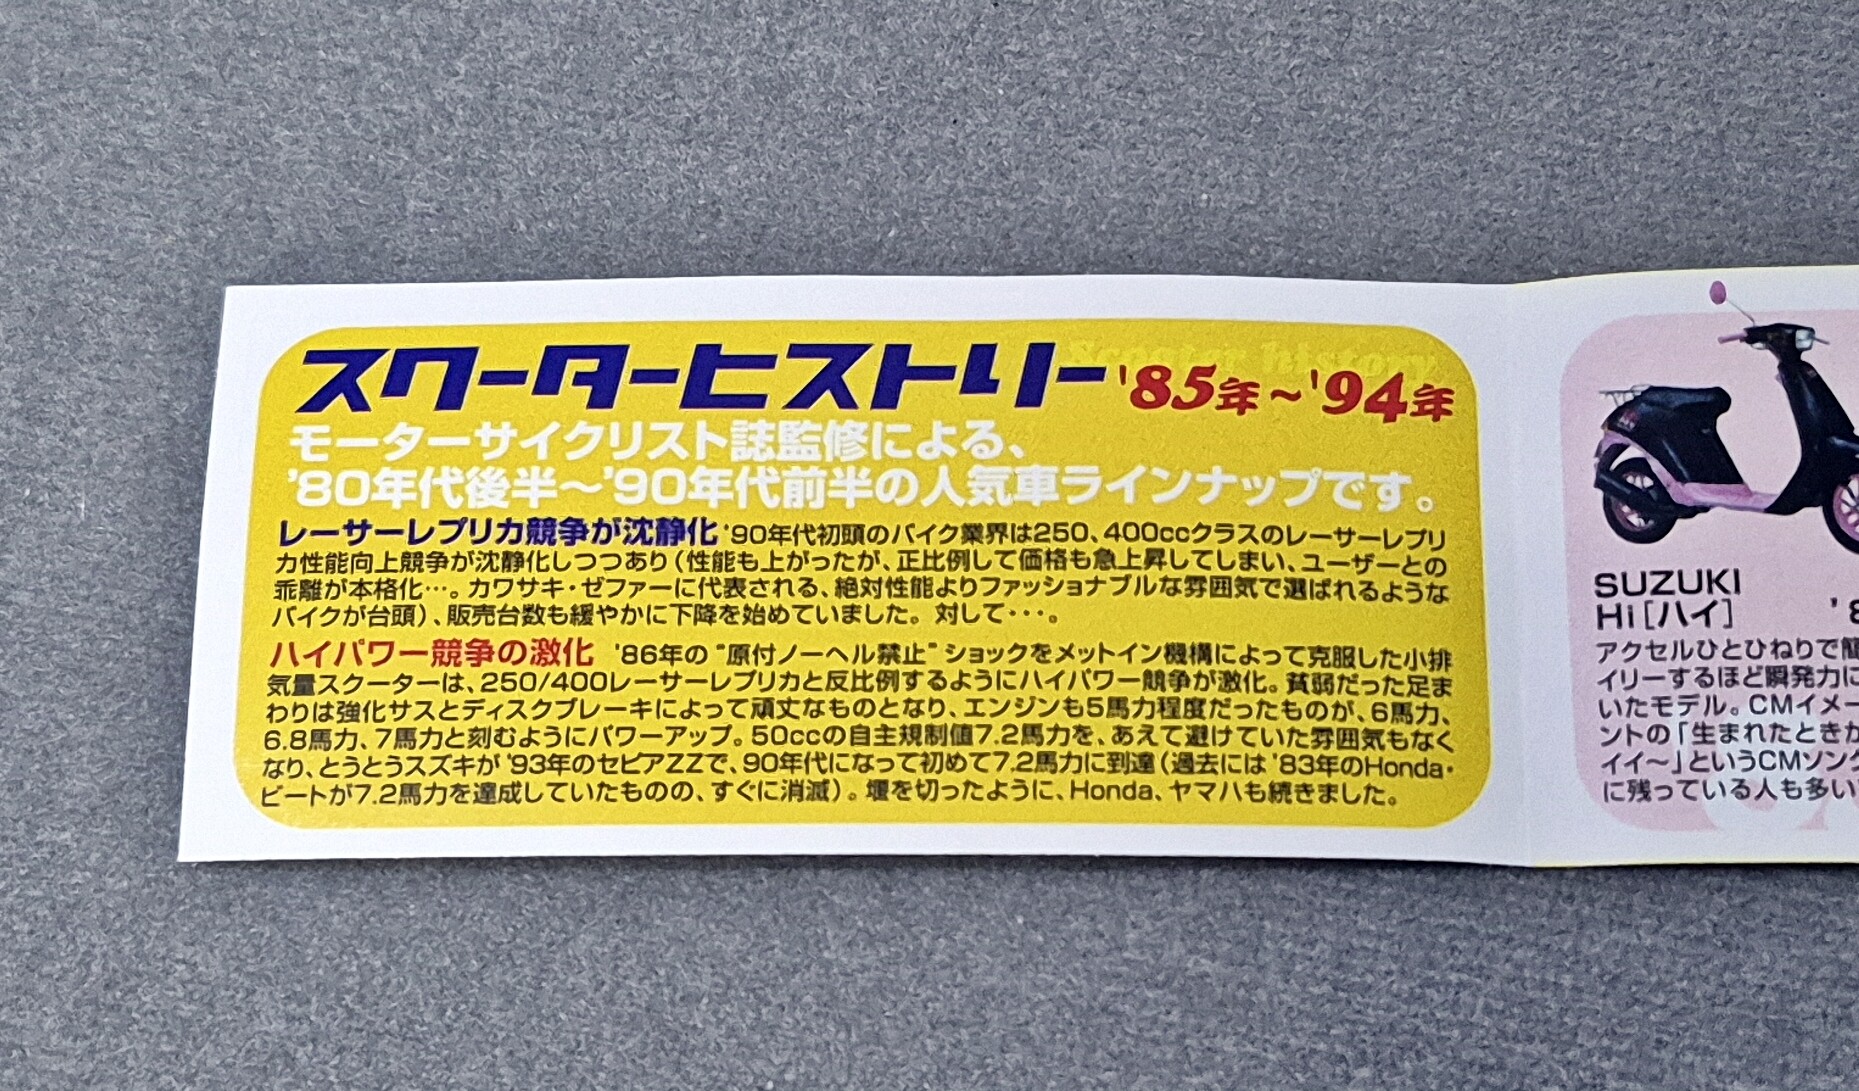 Scooter history
スクーターヒストリー '85年～'94年
モーターサイクリスト誌監修による、
'80年代後半～'90年代前半の人気車ラインナップです。
レーサーレプリカ競争が沈静化 '90年代初頭のバイク業界は250、400ccクラスのレーサーレプリ
カ性能向上競争が沈静化しつつあり（性能も上がったが、正比例して価格も急上昇してしまい、ユーザーとの
乖離が本格化…。カワサキ・ゼファーに代表される、絶対性能よりファッショナブルな雰囲気で選ばれるような
バイクが台頭）、販売台数も緩やかに下降を始めていました。対して・・・。
ハイパワー競争の激化 '86年の"原付ノーヘル禁止"ショックをメットイン機構によって克服した小排
気量スクーターは、250/400レーサーレプリカと反比例するようにハイパワー競争が激化。貧弱だった足ま
わりは強化サスとディスクブレーキによって頑丈なものとなり、エンジンも5馬力程度だったものが、6馬力、
6.8馬力、7馬力と刻むようにパワーアップ。50ccの自主規制値7.2馬力を、あえて避けていた雰囲気もなく
なり、とうとうスズキが'93年のセピアZZで、90年代になって初めて7.2馬力に到達（過去には'83年のHonda・
ビートが7.2馬力を達成していたものの、すぐに消滅）。堰を切ったように、Honda、ヤマハも続きました。
SUZUKI
Hi［ハイ］ '8
アクセルひとひねりで簡
イリーするほど瞬発力に
いたモデル。CMイメー
ントの「生まれたときか
イイ～」というCMソング
に残っている人も多い